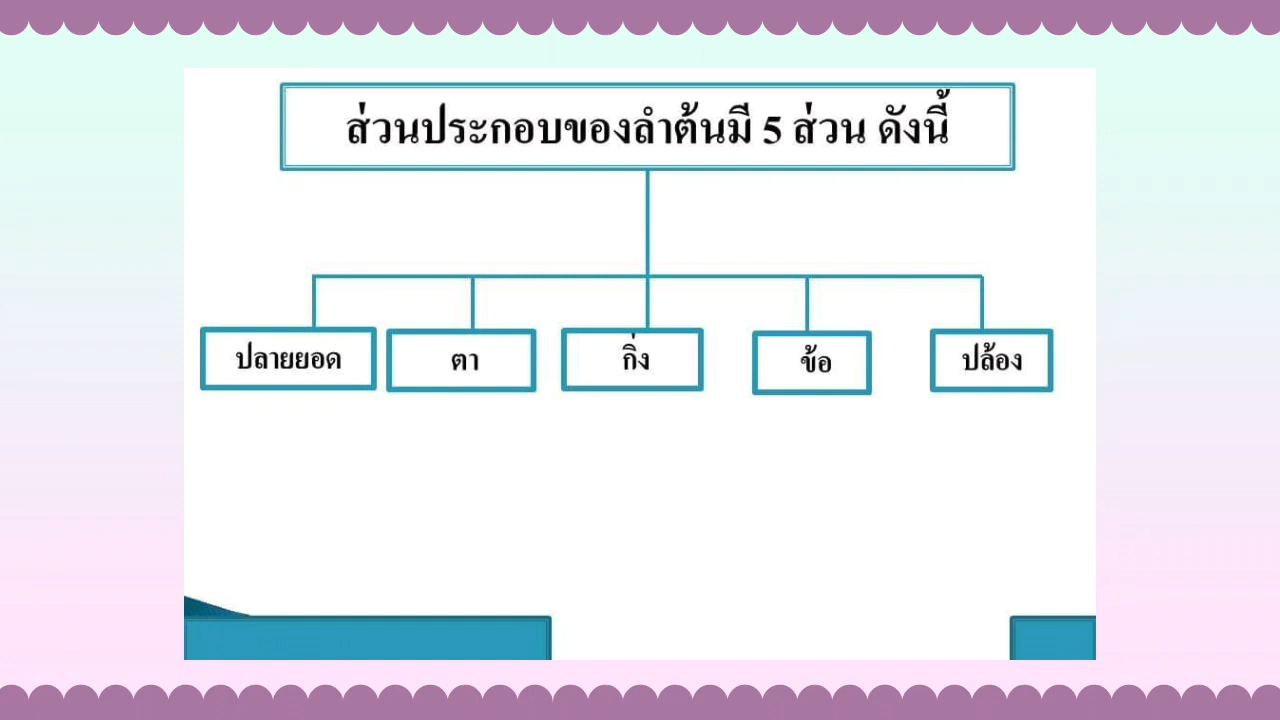 ส่วนประกอบของลำต้นมี 5 ส่วน ดังนี้
ปลายยอด
ตา
กิ่ง
ข้อ
ปล้อง